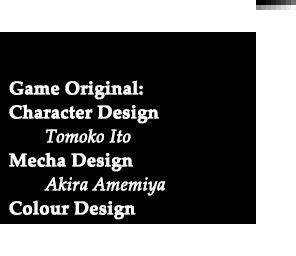 Game Original:
Character Design
Tomoko Ito
Mecha Design
Akira Amemiya
Colour Design